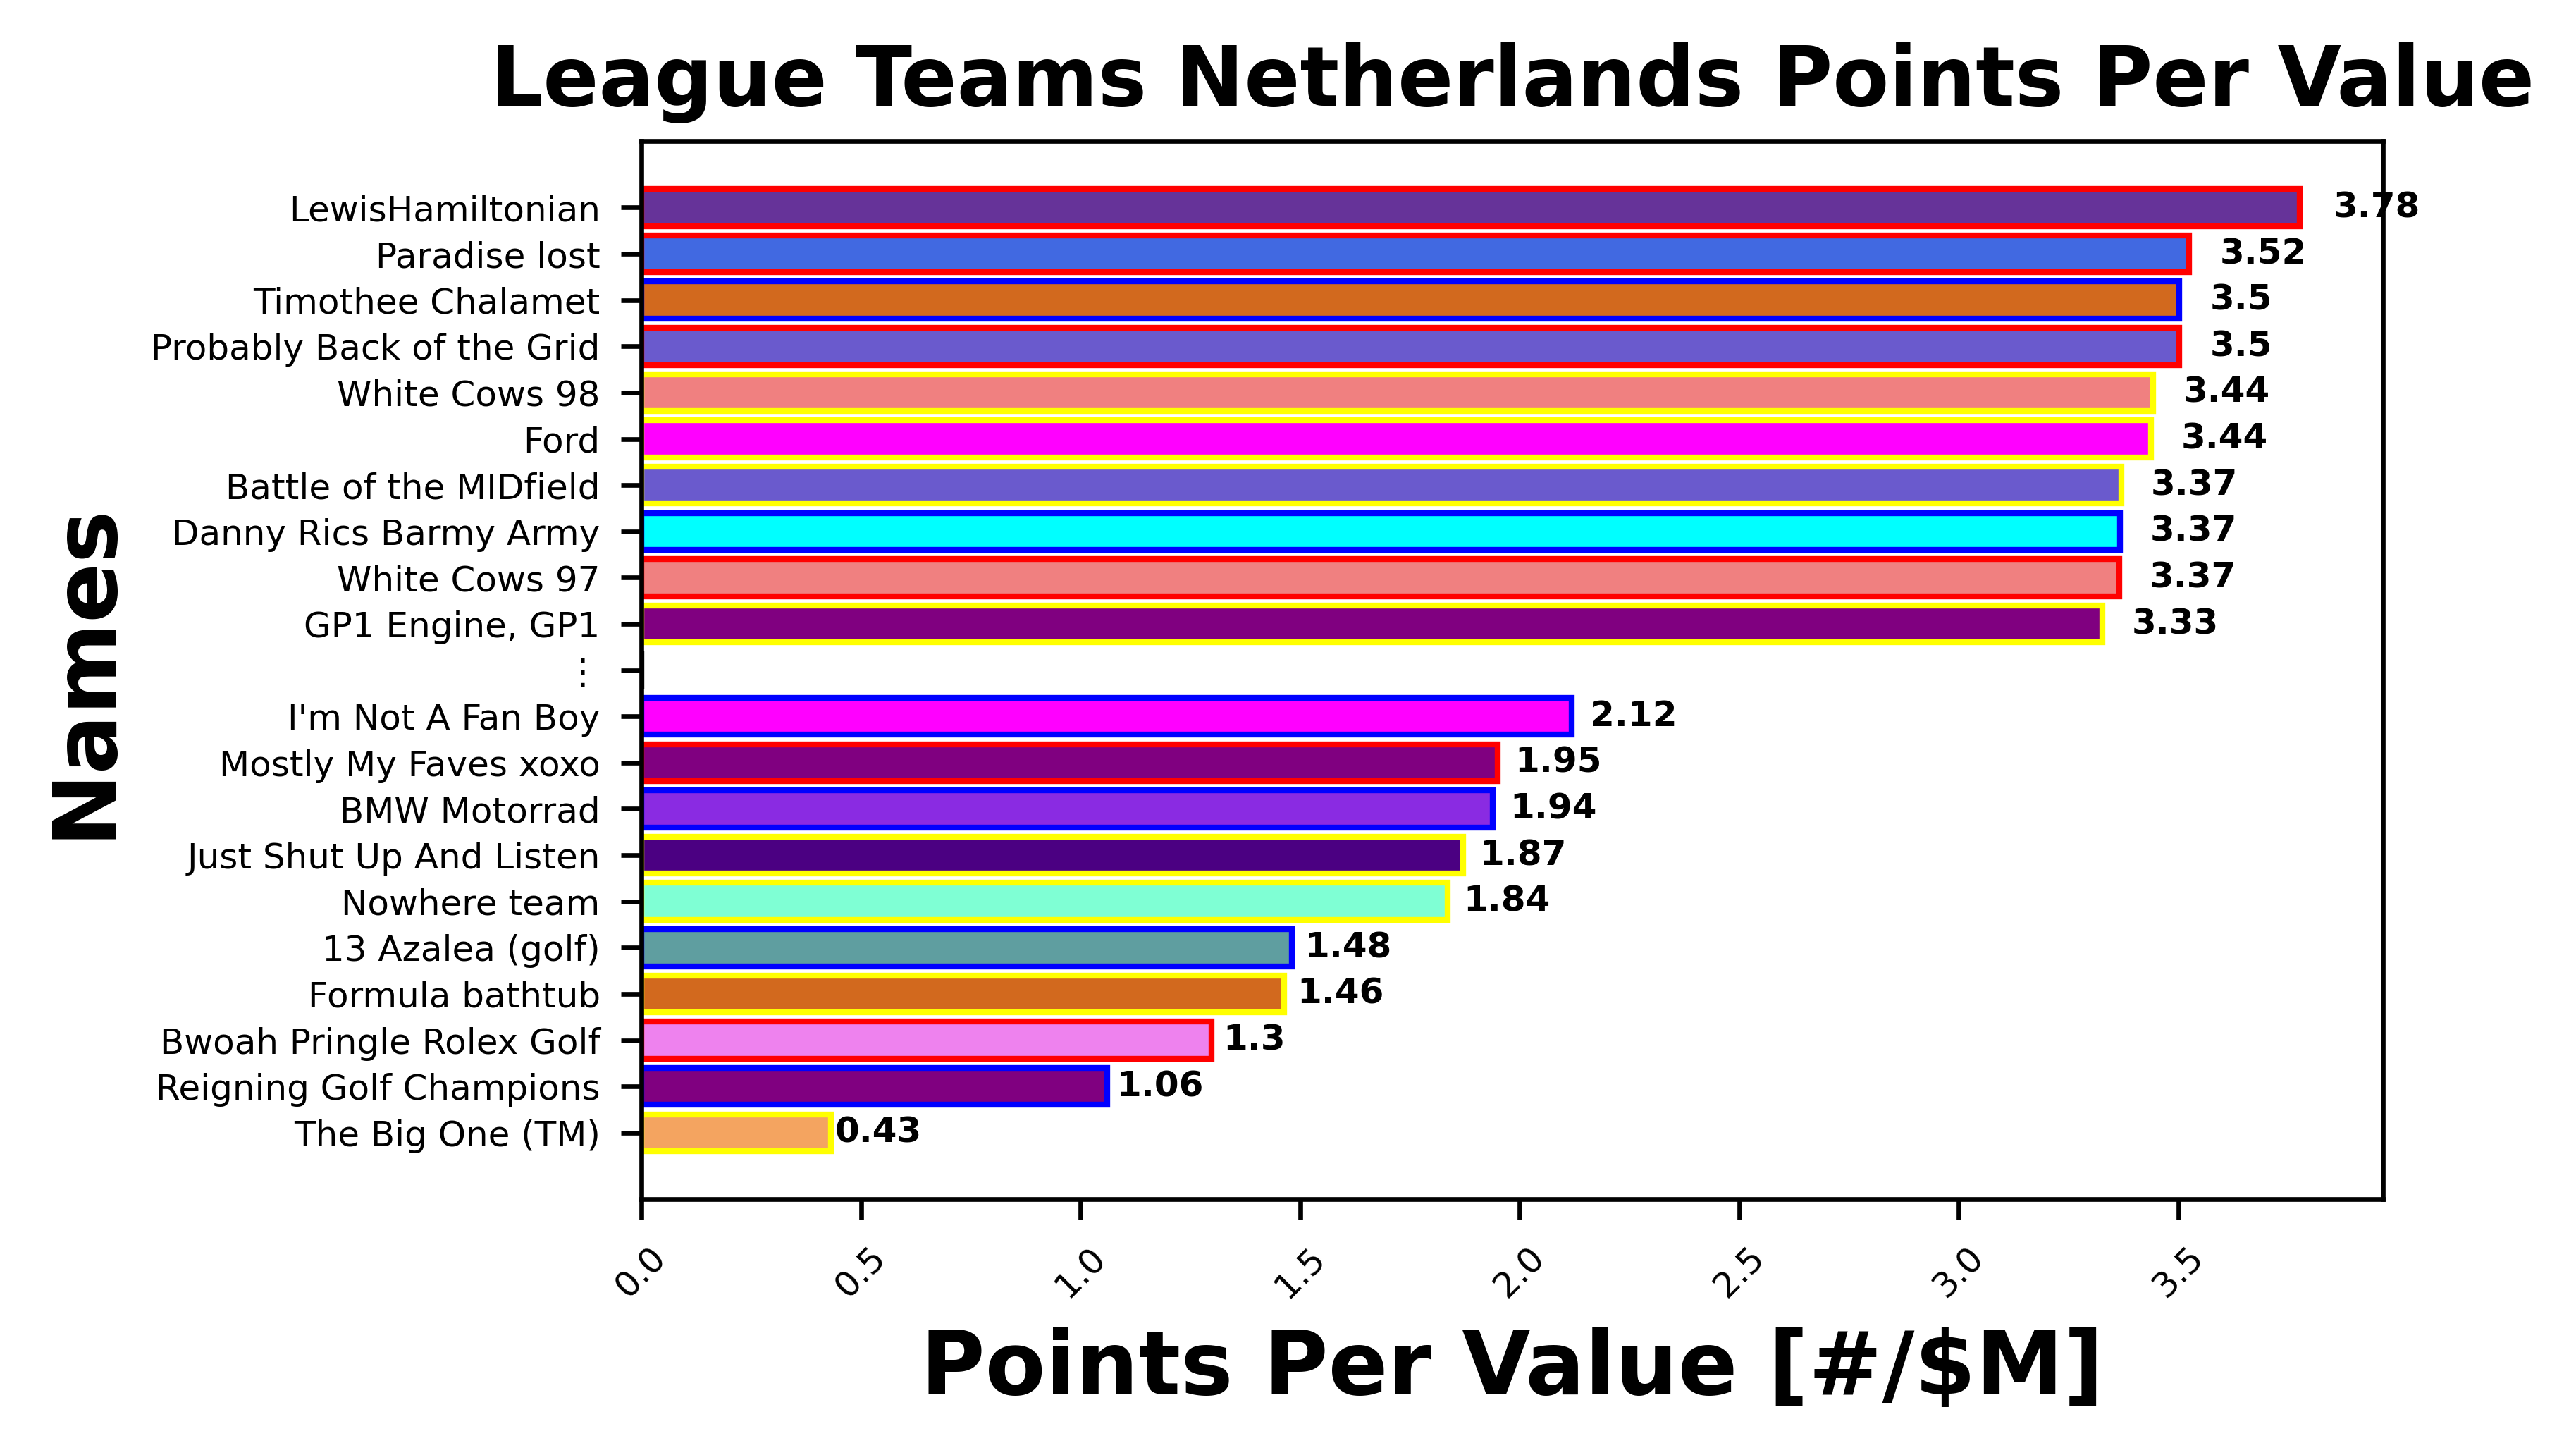 League Teams Netherlands Points Per Value
Names
LewisHamiltonian 3.78
Paradise lost 3.52
Timothee Chalamet 3.5
Probably Back of the Grid 3.5
White Cows 98 3.44
Ford 3.44
Battle of the MIDfield 3.37
Danny Rics Barmy Army 3.37
White Cows 97 3.37
GP1 Engine, GP1 3.33
⋮
I'm Not A Fan Boy 2.12
Mostly My Faves xoxo 1.95
BMW Motorrad 1.94
Just Shut Up And Listen 1.87
Nowhere team 1.84
13 Azalea (golf) 1.48
Formula bathtub 1.46
Bwoah Pringle Rolex Golf 1.3
Reigning Golf Champions 1.06
The Big One (TM) 0.43
0.0 0.5 1.0 1.5 2.0 2.5 3.0 3.5
Points Per Value [#/$M]